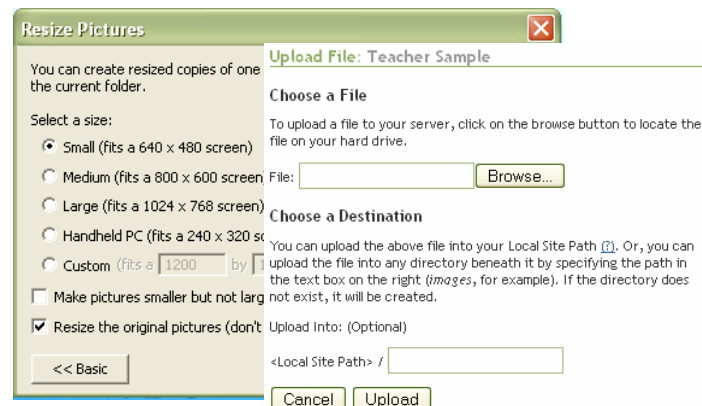 Resize Pictures
You can create resized copies of one
the current folder.
Select a size:
Small (fits a 640 x 480 screen)
Medium (fits a 800 x 600 screen
Large (fits a 1024 x 768 screen)
Handheld PC (fits a 240 x 320
Custom (fits a 1200 by
Make pictures smaller but not
Resize the original pictures (don't
<< Basic
Upload File: Teacher Sample
Choose a File
To upload a file to your server, click on the browse button to locate the
file on your hard drive.
File: Browse...
Choose a Destination
You can upload the above file into your Local Site Path (?). Or, you can
upload the file into any directory beneath it by specifying the path in
the text box on the right (images, for example). If the directory does
not exist, it will be created.
Upload Into: (Optional)
<Local Site Path> /
Cancel Upload